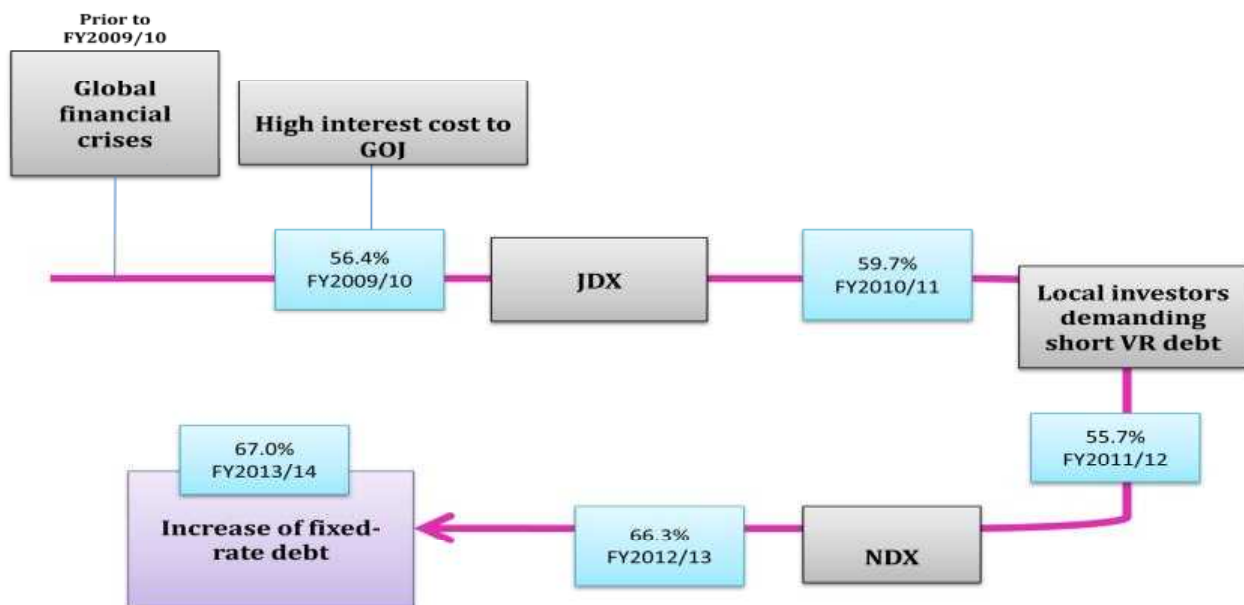 Prior to
FY2009/10
Global
financial
crises
High interest cost to
GOJ
56.4%
FY2009/10
JDX
59.7%
FY2010/11
Local investors
demanding
short VR debt
55.7%
FY2011/12
NDX
66.3%
FY2012/13
67.0%
FY2013/14
Increase of fixed-
rate debt